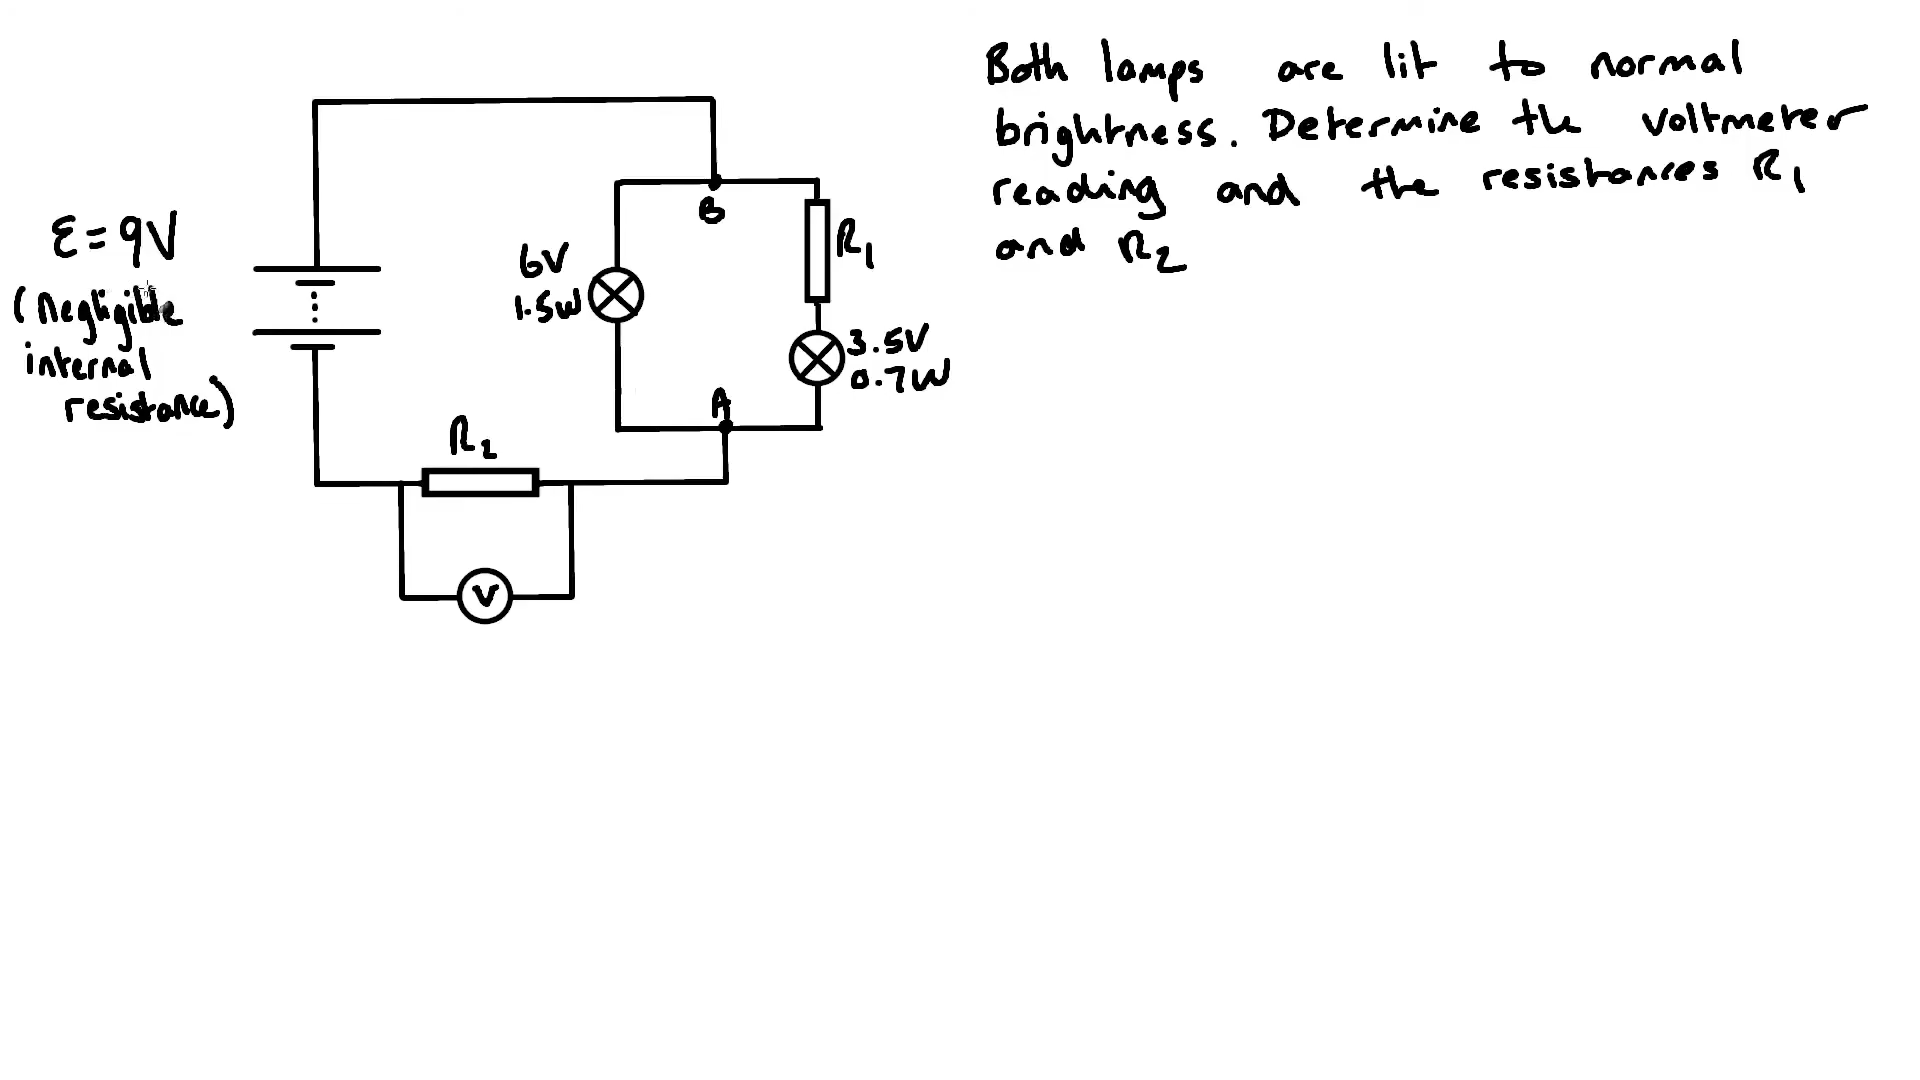 Both lamps are lit to normal
brightness. Determine the voltmeter
reading and the resistances R₁
and R₂
ε = 9V
(negligible
internal
resistance)
B
R₁
6V
1.5W
3.5V
0.7W
A
R₂
V